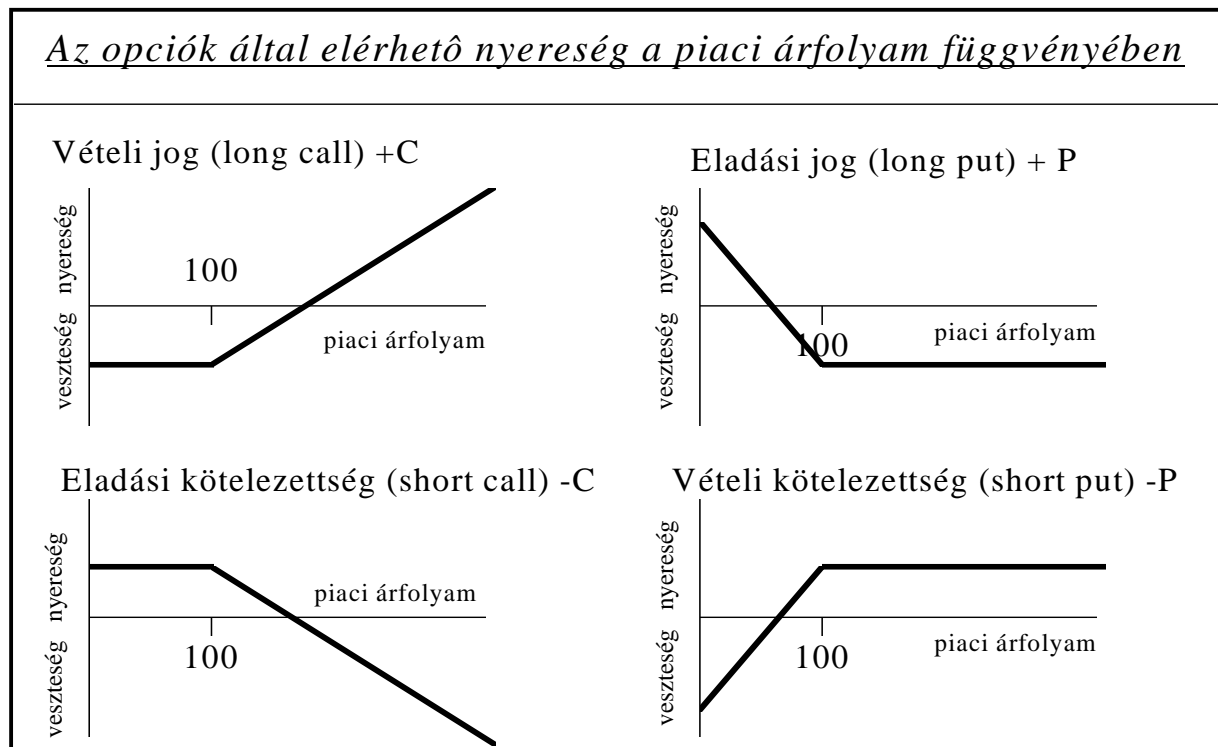 Az opciók által elérhetô nyereség a piaci árfolyam függvényében
Vételi jog (long call) +C
nyereség
veszteség
100
piaci árfolyam
Eladási jog (long put) + P
nyereség
veszteség
100
piaci árfolyam
Eladási kötelezettség (short call) -C
nyereség
veszteség
piaci árfolyam
100
Vételi kötelezettség (short put) -P
nyereség
veszteség
100
piaci árfolyam